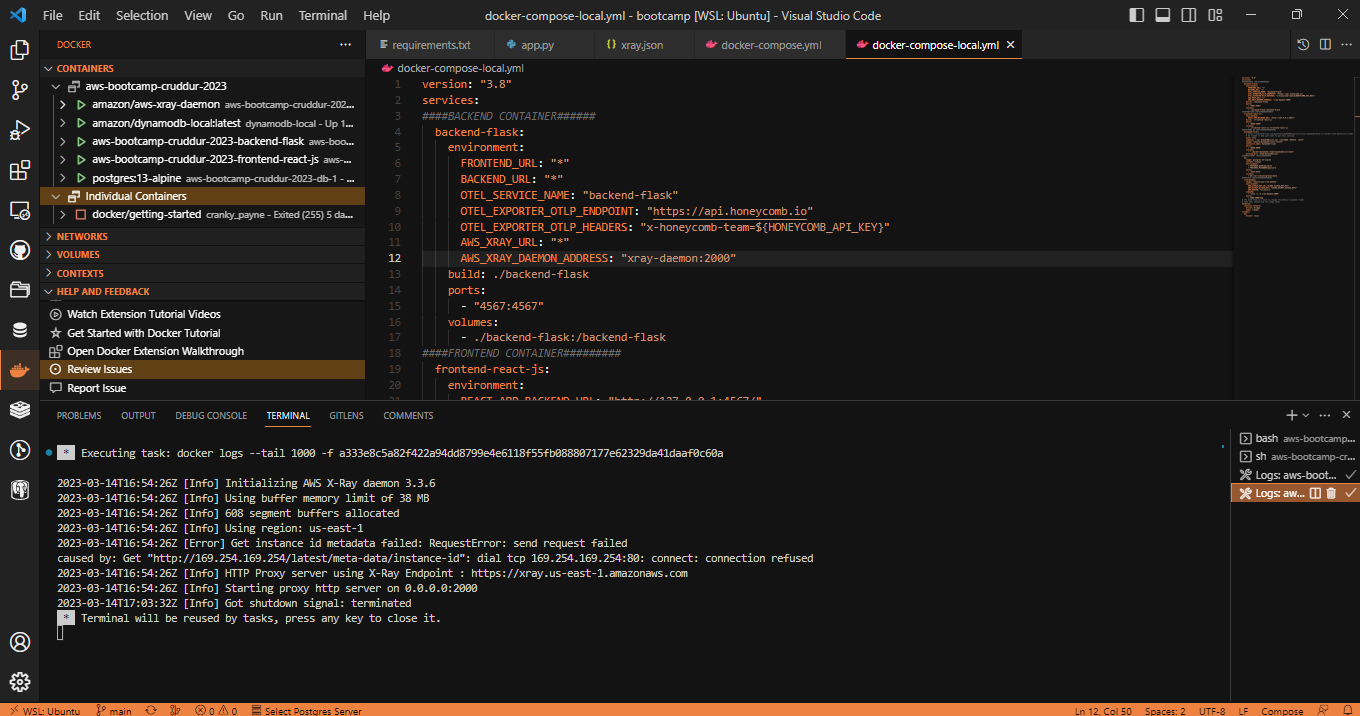 File Edit Selection View Go Run Terminal Help
docker-compose-local.yml - bootcamp [WSL: Ubuntu] - Visual Studio Code
DOCKER ...
CONTAINERS
aws-bootcamp-cruddur-2023
amazon/aws-xray-daemon aws-bootcamp-cruddur-202...
amazon/dynamodb-local:latest dynamodb-local - Up 1...
aws-bootcamp-cruddur-2023-backend-flask aws-boo...
aws-bootcamp-cruddur-2023-frontend-react-js aws-...
postgres:13-alpine aws-bootcamp-cruddur-2023-db-1 - ...
Individual Containers
docker/getting-started cranky_payne - Exited (255) 5 da...
NETWORKS
VOLUMES
CONTEXTS
HELP AND FEEDBACK
Watch Extension Tutorial Videos
Get Started with Docker Tutorial
Open Docker Extension Walkthrough
Review Issues
Report Issue
requirements.txt app.py {} xray.json docker-compose.yml docker-compose-local.yml
docker-compose-local.yml
1 version: "3.8"
2 services:
3 ####BACKEND CONTAINER######
4 backend-flask:
5 environment:
6 FRONTEND_URL: "*"
7 BACKEND_URL: "*"
8 OTEL_SERVICE_NAME: "backend-flask"
9 OTEL_EXPORTER_OTLP_ENDPOINT: "https://api.honeycomb.io"
10 OTEL_EXPORTER_OTLP_HEADERS: "x-honeycomb-team=${HONEYCOMB_API_KEY}"
11 AWS_XRAY_URL: "*"
12 AWS_XRAY_DAEMON_ADDRESS: "xray-daemon:2000"
13 build: ./backend-flask
14 ports:
15 - "4567:4567"
16 volumes:
17 - ./backend-flask:/backend-flask
18 ####FRONTEND CONTAINER#########
19 frontend-react-js:
20 environment:
21 REACT_APP_BACKEND_URL: "http://127.0.0.1:4567/"
PROBLEMS OUTPUT DEBUG CONSOLE TERMINAL GITLENS COMMENTS
* Executing task: docker logs --tail 1000 -f a333e8c5a82f422a94dd8799e4e6118f55fb088807177e62329da41daaf0c60a
2023-03-14T16:54:26Z [Info] Initializing AWS X-Ray daemon 3.3.6
2023-03-14T16:54:26Z [Info] Using buffer memory limit of 38 MB
2023-03-14T16:54:26Z [Info] 608 segment buffers allocated
2023-03-14T16:54:26Z [Info] Using region: us-east-1
2023-03-14T16:54:26Z [Error] Get instance id metadata failed: RequestError: send request failed
caused by: Get "http://169.254.169.254/latest/meta-data/instance-id": dial tcp 169.254.169.254:80: connect: connection refused
2023-03-14T16:54:26Z [Info] HTTP Proxy server using X-Ray Endpoint : https://xray.us-east-1.amazonaws.com
2023-03-14T16:54:26Z [Info] Starting proxy http server on 0.0.0.0:2000
2023-03-14T17:03:32Z [Info] Got shutdown signal: terminated
* Terminal will be reused by tasks, press any key to close it.
bash aws-bootcamp...
sh aws-bootcamp-cr...
Logs: aws-boot...
Logs: aw...
WSL: Ubuntu main 0 0 Select Postgres Server Ln 12, Col 50 Spaces: 2 UTF-8 LF Compose